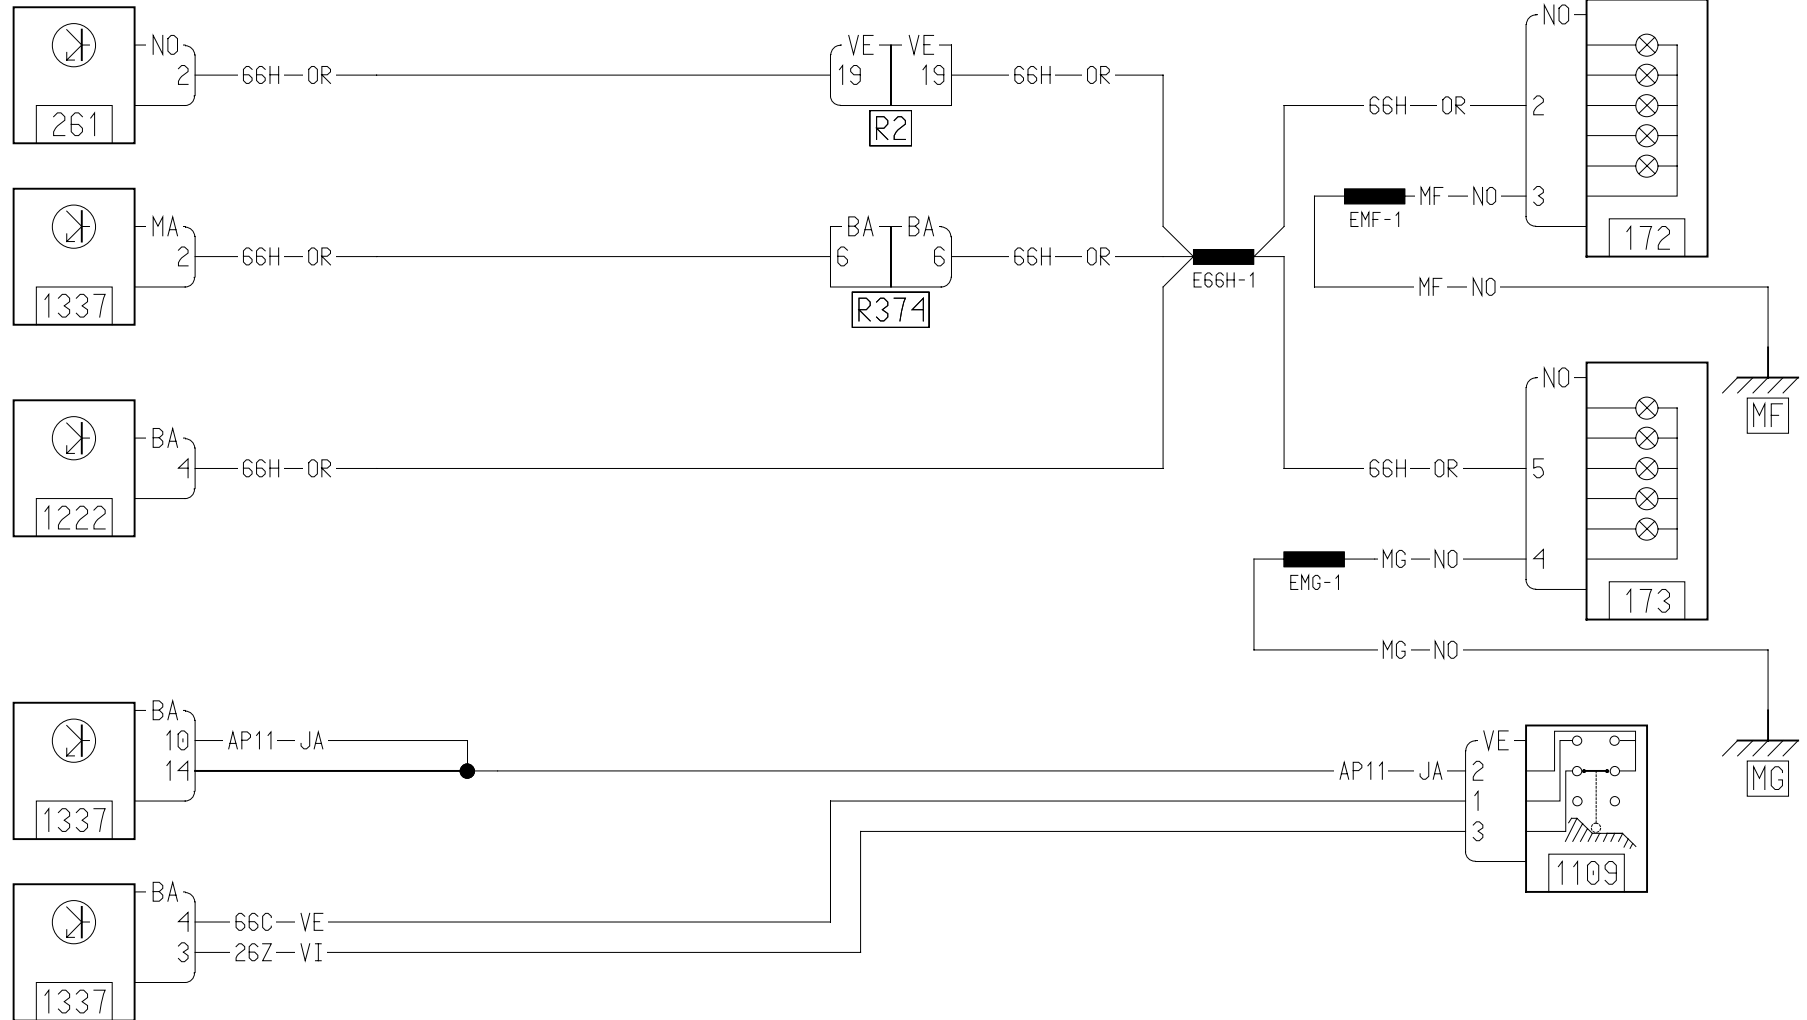 NO
2 66H OR
261
VE VE
19 19 66H OR
R2
NO
66H OR 2
MF NO 3
EMF-1
172
MF NO
MF
MA
2 66H OR
1337
BA BA
6 6 66H OR
R374
E66H-1
BA
4 66H OR
1222
NO
66H OR 5
MG NO 4
EMG-1
173
MG NO
MG
BA
10 AP11 JA
14
1337
VE
AP11 JA 2
1
3
1109
BA
4 66C VE
3 26Z VI
1337